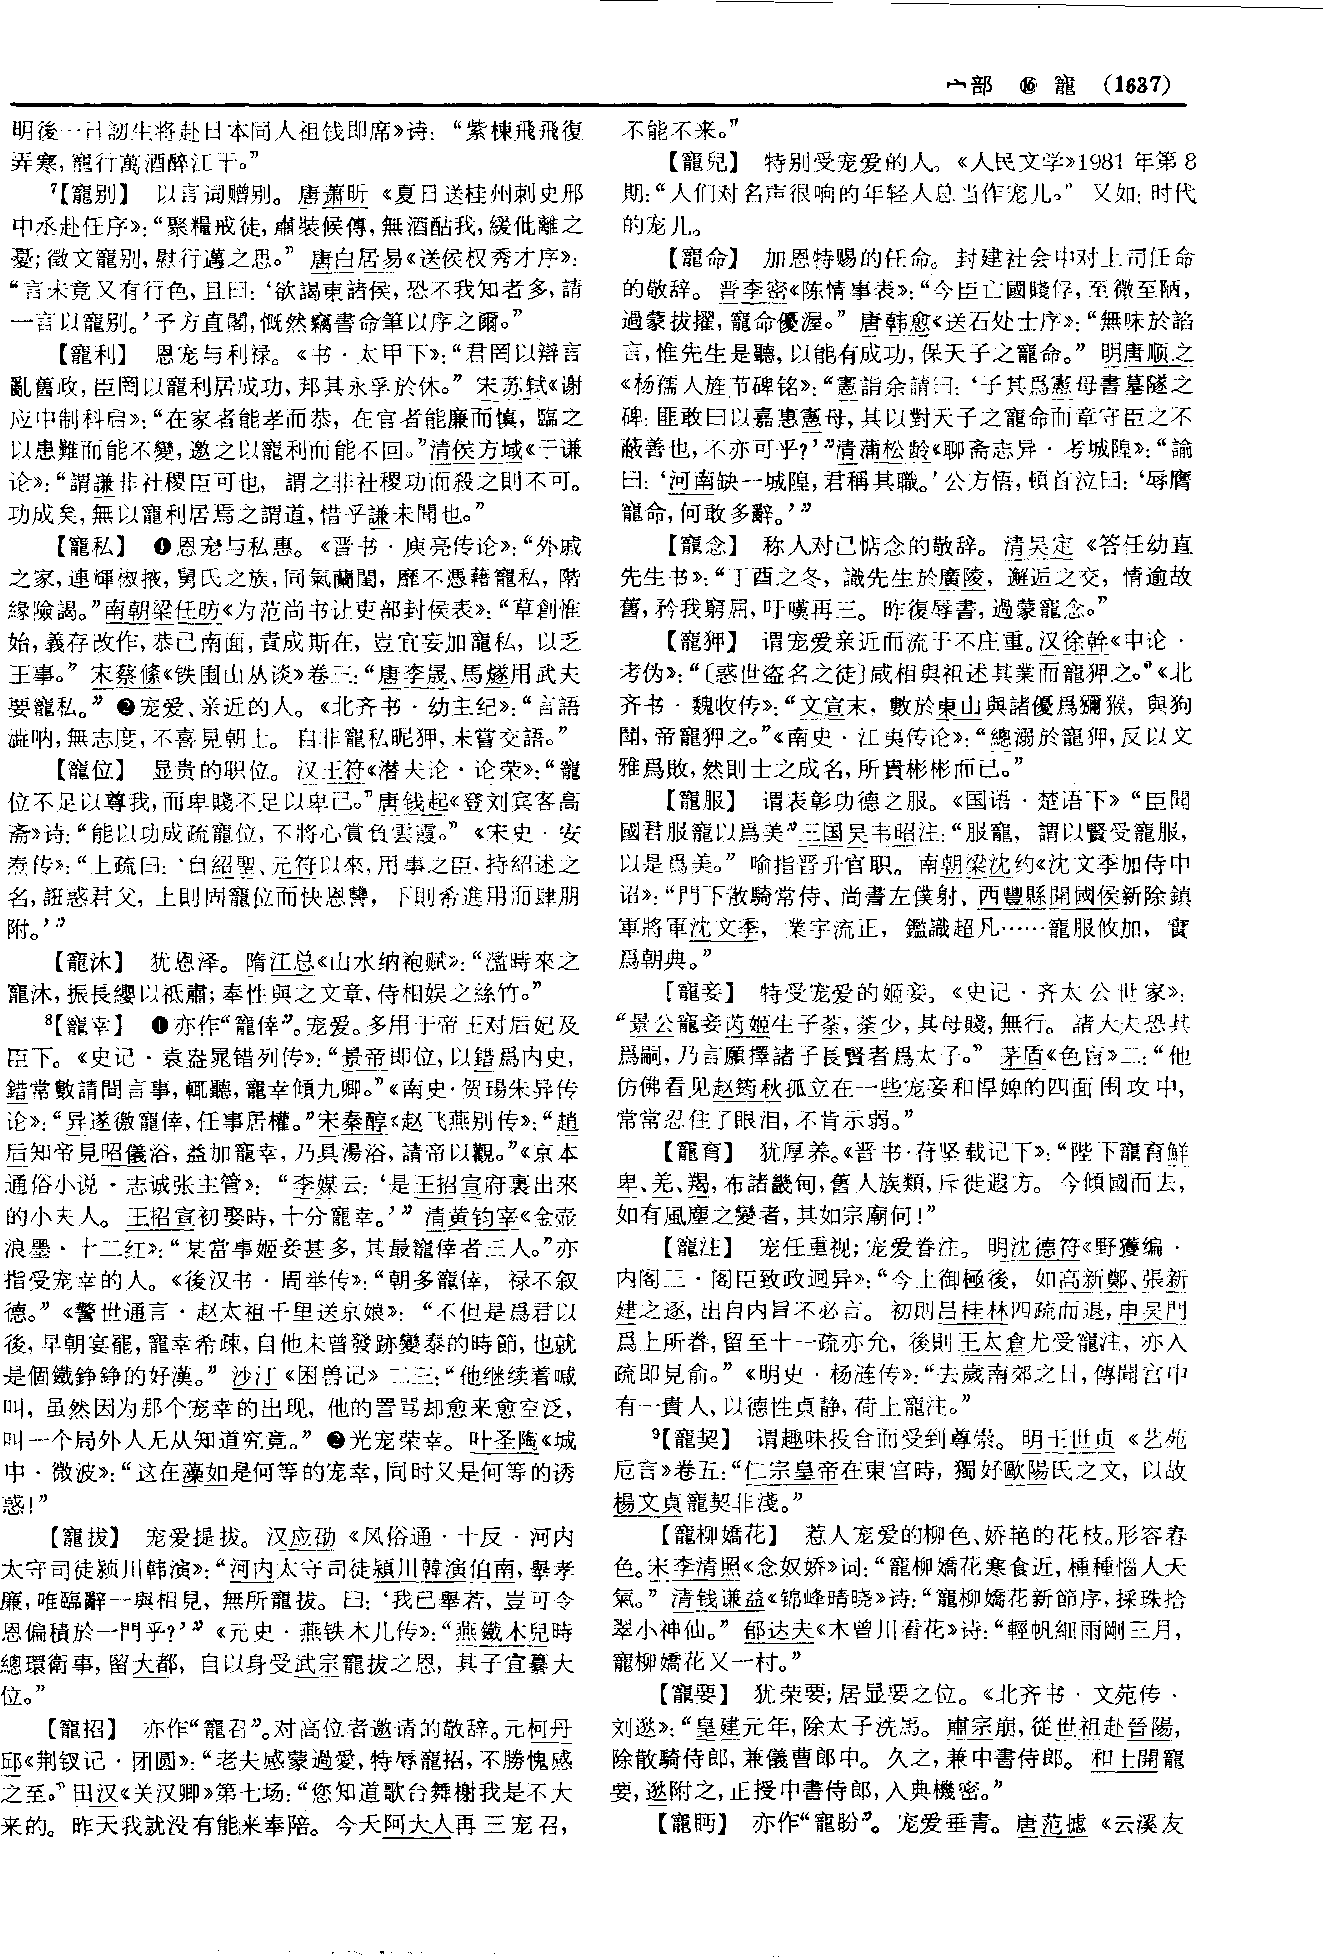 宀部 ⑯ 寵 (1637)
明後一日韌生将赴日本同人祖饯即席》诗：“紫棟飛飛復
弄寒，寵行萬酒醉江干。”
⁷【寵别】 以言词赠别。唐萧昕《夏日送桂州刺史邢
中丞赴任序》：“聚糧戒徒，肅裝候傳，無酒酤我，緩仳離之
憂；徵文寵别，慰行邁之思。” 唐白居易《送侯权秀才序》：
“言未竟又有行色，且曰：‘欲謁東諸侯，恐不我知者多，請
一言以寵别。’予方直閣，慨然竊書命筆以序之爾。”
【寵利】 恩宠与利禄。《书·太甲下》：“君罔以辯言
亂舊政，臣罔以寵利居成功，邦其永孚於休。” 宋苏轼《谢
应中制科启》：“在家者能孝而恭，在官者能廉而慎，臨之
以患難而能不變，邀之以寵利而能不回。”清侯方域《于谦
论》：“謂謙非社稷臣可也，謂之非社稷功而殺之則不可。
功成矣，無以寵利居焉之謂道，惜乎謙未聞也。”
【寵私】 ❶恩宠与私惠。《晋书·庾亮传论》：“外戚
之家，連輝椒掖，舅氏之族，同氣蘭閨，靡不憑藉寵私，階
緣險謁。”南朝梁任昉《为范尚书让吏部封侯表》：“草創惟
始，義存改作，恭己南面，責成斯在，豈宜妄加寵私，以乏
王事。” 宋蔡絛《铁围山丛谈》卷三：“唐李晟、馬燧用武夫
要寵私。” ❷宠爱、亲近的人。《北齐书·幼主纪》：“言語
澁呐，無志度，不喜見朝士。自非寵私昵狎，未嘗交語。”
【寵位】 显贵的职位。汉王符《潜夫论·论荣》：“寵
位不足以尊我，而卑賤不足以卑己。”唐钱起《登刘宾客高
斋》诗：“能以功成疏寵位，不將心賞負雲霞。” 《宋史·安
焘传》：“上疏曰：‘自紹聖、元符以來，用事之臣，持紹述之
名，誑惑君父，上則固寵位而快恩讐，下則希進用而肆朋
附。’”
【寵沐】 犹恩泽。隋江总《山水纳袍赋》：“濫時來之
寵沐，振長纓以祇肅；奉性與之文章，侍相娱之絲竹。”
⁸【寵幸】 ❶亦作“寵倖”。宠爱。多用于帝王对后妃及
臣下。《史记·袁盎晁错列传》：“景帝即位，以錯爲内史，
錯常數請間言事，輒聽，寵幸傾九卿。”《南史·贺瑒朱异传
论》：“异遂徼寵倖，任事居權。”宋秦醇《赵飞燕别传》：“趙
后知帝見昭儀浴，益加寵幸，乃具湯浴，請帝以觀。”《京本
通俗小说·志诚张主管》：“李媒云：‘是王招宣府裏出來
的小夫人。王招宣初娶時，十分寵幸。’” 清黄钧宰《金壶
浪墨·十二红》：“某當事姬妾甚多，其最寵倖者三人。”亦
指受宠幸的人。《後汉书·周举传》：“朝多寵倖，禄不叙
德。” 《警世通言·赵太祖千里送京娘》：“不但是爲君以
後，早朝宴罷，寵幸希疎，自他未曾發跡變泰的時節，也就
是個鐵錚錚的好漢。” 沙汀《困兽记》二三：“他继续着喊
叫，虽然因为那个宠幸的出现，他的詈骂却愈来愈空泛，
叫一个局外人无从知道究竟。” ❷光宠荣幸。叶圣陶《城
中·微波》：“这在藻如是何等的宠幸，同时又是何等的诱
惑！”
【寵拔】 宠爱提拔。汉应劭《风俗通·十反·河内
太守司徒颍川韩演》：“河内太守司徒潁川韓演伯南，舉孝
廉，唯臨辭一與相見，無所寵拔。曰：‘我已舉若，豈可令
恩偏積於一門乎？’” 《元史·燕铁木儿传》：“燕鐵木兒時
總環衛事，留大都，自以身受武宗寵拔之恩，其子宜纂大
位。”
【寵招】 亦作“寵召”。对高位者邀请的敬辞。元柯丹
邱《荆钗记·团圆》：“老夫感蒙過愛，特辱寵招，不勝愧感
之至。”田汉《关汉卿》第七场：“您知道歌台舞榭我是不大
来的。昨天我就没有能来奉陪。今天阿大人再三宠召，
不能不来。”
【寵兒】 特别受宠爱的人。《人民文学》1981年第8
期：“人们对名声很响的年轻人总当作宠儿。” 又如：时代
的宠儿。
【寵命】 加恩特赐的任命。封建社会中对上司任命
的敬辞。晋李密《陈情事表》：“今臣亡國賤俘，至微至陋，
過蒙拔擢，寵命優渥。” 唐韩愈《送石处士序》：“無味於諂
言，惟先生是聽，以能有成功，保天子之寵命。” 明唐顺之
《杨孺人旌节碑铭》：“憲詣余請曰：‘子其爲憲母書墓隧之
碑；匪敢曰以嘉惠憲母，其以對天子之寵命而章守臣之不
蔽善也，不亦可乎？’”清蒲松龄《聊斋志异·考城隍》：“諭
曰：‘河南缺一城隍，君稱其職。’公方悟，頓首泣曰：‘辱膺
寵命，何敢多辭。’”
【寵念】 称人对己惦念的敬辞。清吴定《答任幼直
先生书》：“丁酉之冬，識先生於廣陵，邂逅之交，情逾故
舊，矜我窮屈，吁嘆再三。昨復辱書，過蒙寵念。”
【寵狎】 谓宠爱亲近而流于不庄重。汉徐幹《中论·
考伪》：“〔惑世盗名之徒〕咸相與祖述其業而寵狎之。”《北
齐书·魏收传》：“文宣末，數於東山與諸優爲獼猴，與狗
鬭，帝寵狎之。”《南史·江夷传论》：“總溺於寵狎，反以文
雅爲敗，然則士之成名，所貴彬彬而已。”
【寵服】 谓表彰功德之服。《国语·楚语下》“臣聞
國君服寵以爲美”三国吴韦昭注：“服寵，謂以賢受寵服，
以是爲美。” 喻指晋升官职。南朝梁沈约《沈文季加侍中
诏》：“門下散騎常侍、尚書左僕射、西豐縣開國侯新除鎮
軍將軍沈文季，業宇流正，鑑識超凡……寵服攸加，實
爲朝典。”
【寵妾】 特受宠爱的姬妾。《史记·齐太公世家》：
“景公寵妾芮姬生子荼，荼少，其母賤，無行。諸大夫恐其
爲嗣，乃言願擇諸子長賢者爲太子。” 茅盾《色盲》二：“他
仿佛看见赵筠秋孤立在一些宠妾和悍婢的四面围攻中，
常常忍住了眼泪，不肯示弱。”
【寵育】 犹厚养。《晋书·苻坚载记下》：“陛下寵育鮮
卑、羌、羯，布諸畿甸，舊人族類，斥徙遐方。今傾國而去，
如有風塵之變者，其如宗廟何！”
【寵注】 宠任重视；宠爱眷注。明沈德符《野獲编·
内阁三·阁臣致政迥异》：“今上御極後，如高新鄭、張新
建之逐，出自内旨不必言。初則吕桂林四疏而退，申吴門
爲上所眷，留至十一疏亦允，後則王太倉尤受寵注，亦入
疏即見俞。” 《明史·杨涟传》：“去歲南郊之日，傳聞宫中
有一貴人，以德性貞静，荷上寵注。”
⁹【寵契】 谓趣味投合而受到尊崇。明王世贞《艺苑
卮言》卷五：“仁宗皇帝在東宫時，獨好歐陽氏之文，以故
楊文貞寵契非淺。”
【寵柳嬌花】 惹人宠爱的柳色、娇艳的花枝。形容春
色。宋李清照《念奴娇》词：“寵柳嬌花寒食近，種種惱人天
氣。” 清钱谦益《锦峰晴晓》诗：“寵柳嬌花新節序，採珠拾
翠小神仙。” 郁达夫《木曾川看花》诗：“輕帆細雨剛三月，
寵柳嬌花又一村。”
【寵要】 犹荣要；居显要之位。《北齐书·文苑传·
刘逖》：“皇建元年，除太子洗馬。肅宗崩，從世祖赴晉陽，
除散騎侍郎，兼儀曹郎中。久之，兼中書侍郎。和士開寵
要，逖附之，正授中書侍郎，入典機密。”
【寵眄】 亦作“寵盼”。宠爱垂青。唐范摅《云溪友